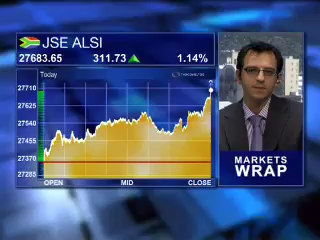 JSE ALSI
27683.65 311.73 1.14%
Today
27710
27625
27540
27455
27370
27285
OPEN MID CLOSE
MARKETS
WRAP